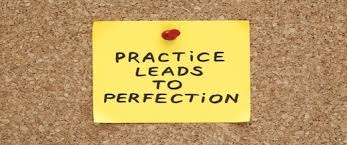 PRACTICE
LEADS
TO
PERFECTION